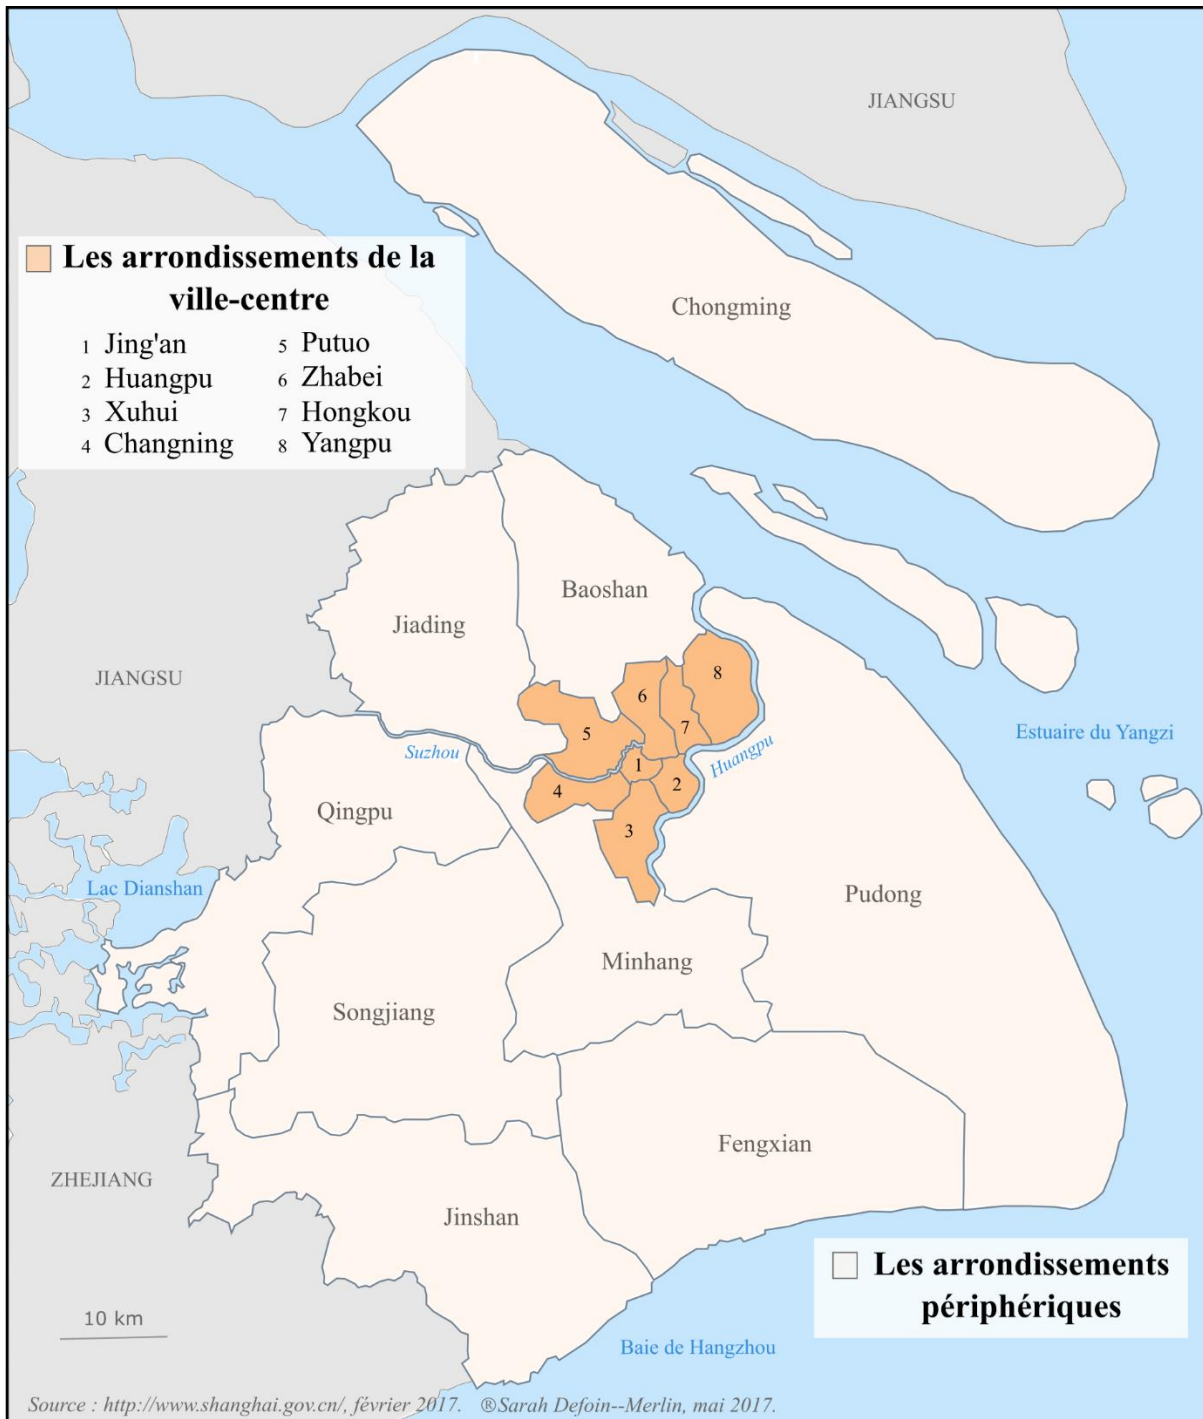 JIANGSU
Les arrondissements de la
ville-centre
1 Jing'an
2 Huangpu
3 Xuhui
4 Changning
5 Putuo
6 Zhabei
7 Hongkou
8 Yangpu
Chongming
Baoshan
Jiading
JIANGSU
8
6
7
5
Suzhou
Huangpu
Estuaire du Yangzi
1
2
4
3
Qingpu
Lac Dianshan
Pudong
Minhang
Songjiang
Fengxian
ZHEJIANG
Jinshan
Les arrondissements
périphériques
10 km
Baie de Hangzhou
Source : http://www.shanghai.gov.cn/, février 2017. ®Sarah Defoin--Merlin, mai 2017.